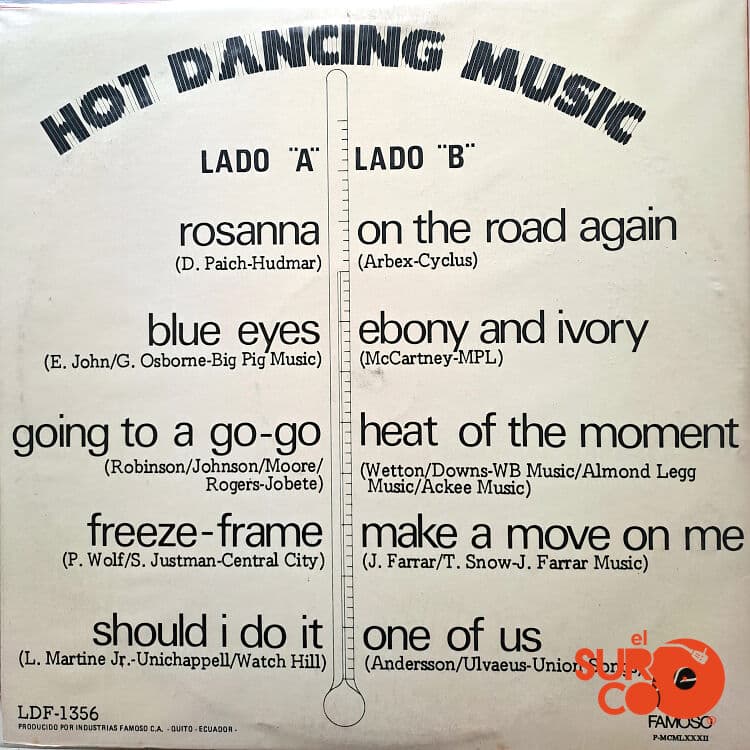 HOT DANCING MUSIC
LADO "A"
rosanna
(D. Paich-Hudmar)
blue eyes
(E. John/G. Osborne-Big Pig Music)
going to a go-go
(Robinson/Johnson/Moore/
Rogers-Jobete)
freeze-frame
(P. Wolf/S. Justman-Central City)
should i do it
(L. Martine Jr.-Unichappell/Watch Hill)
LADO "B"
on the road again
(Arbex-Cyclus)
ebony and ivory
(McCartney-MPL)
heat of the moment
(Wetton/Downs-WB Music/Almond Legg
Music/Ackee Music)
make a move on me
(J. Farrar/T. Snow-J. Farrar Music)
one of us
(Andersson/Ulvaeus-Union Songs
LDF-1356
PRODUCIDO POR INDUSTRIAS FAMOSO C.A. - QUITO - ECUADOR -
el
SURCO
FAMOSO
P-MCMLXXXII